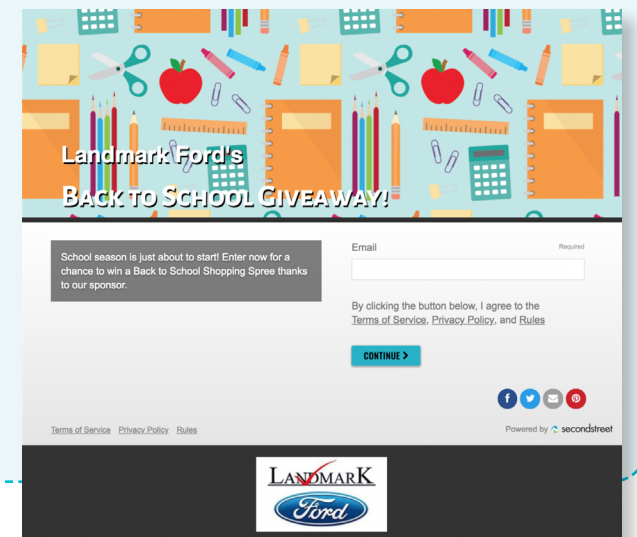 Landmark Ford's
BACK TO SCHOOL GIVEAWAY!
School season is just about to start! Enter now for a
chance to win a Back to School Shopping Spree thanks
to our sponsor.
Email
Required
By clicking the button below, I agree to the
Terms of Service, Privacy Policy, and Rules
CONTINUE >
Terms of Service Privacy Policy Rules
Powered by secondstreet
LANDMARK
Ford